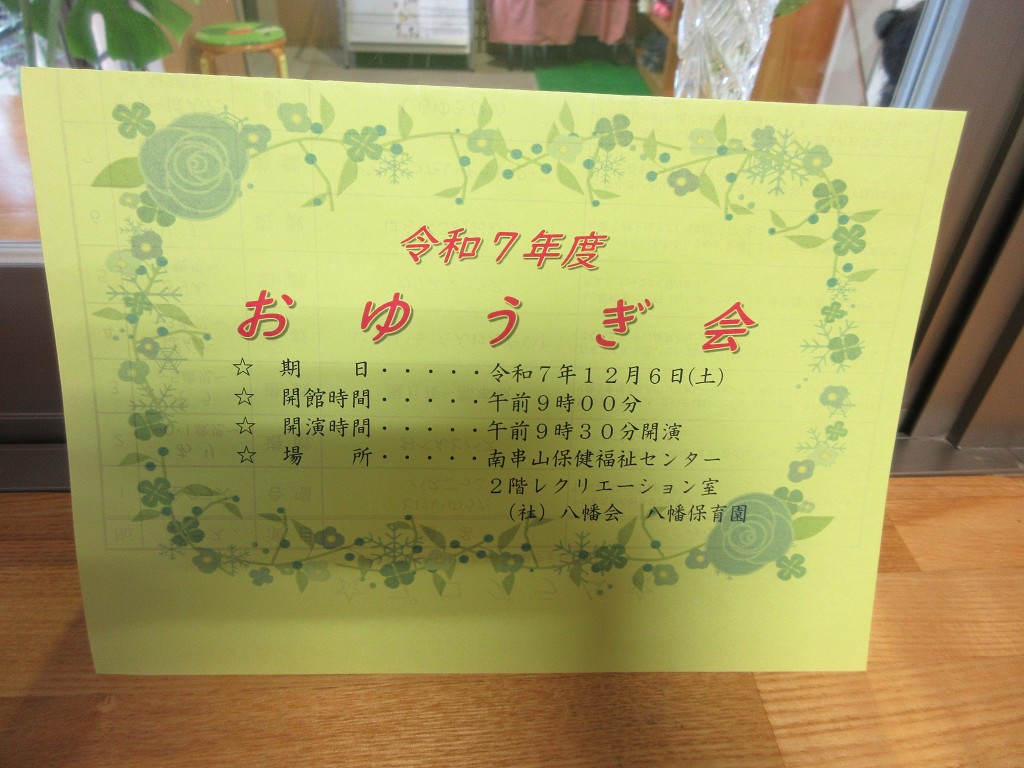 令和７年度
おゆうぎ会
☆　期　　日・・・・・令和７年１２月６日(土)
☆　開館時間・・・・・午前９時００分
☆　開演時間・・・・・午前９時３０分開演
☆　場　　所・・・・・南串山保健福祉センター
２階レクリエーション室
（社）八幡会　八幡保育園